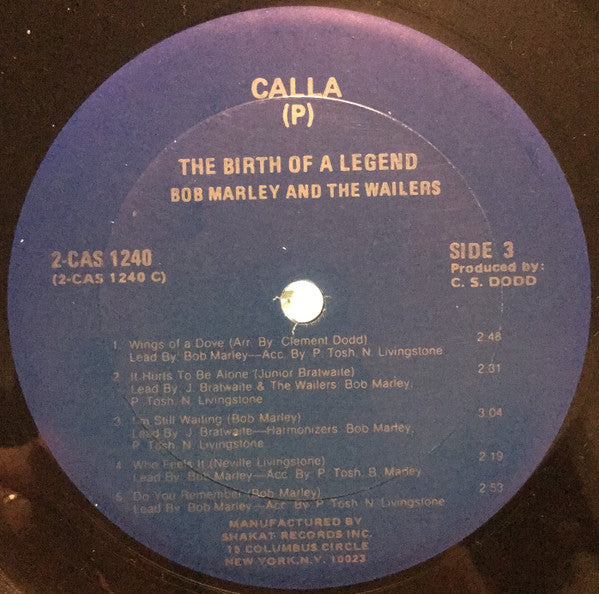 CALLA
(P)
THE BIRTH OF A LEGEND
BOB MARLEY AND THE WAILERS
2-CAS 1240
(2-CAS 1240 C)
SIDE 3
Produced by:
C. S. DODD
1. Wings of a Dove (Arr. By: Clement Dodd) 2:48
Lead By: Bob Marley—Acc. By: P. Tosh, N. Livingstone
2. It Hurts To Be Alone (Junior Bratwaite) 2:31
Lead By: J. Bratwaite & The Wailers: Bob Marley,
P. Tosh, N. Livingstone
3. I'm Still Waiting (Bob Marley) 3:04
Lead By: J. Bratwaite—Harmonizers: Bob Marley,
P. Tosh, N. Livingstone
4. Who Feels It (Neville Livingstone) 2:19
Lead By: Bob Marley—Acc. By: P. Tosh, B. Marley
5. Do You Remember (Bob Marley) 2:53
Lead By: Bob Marley—Acc. By: P. Tosh, N. Livingstone
MANUFACTURED BY
SHAKAT RECORDS INC.
15 COLUMBUS CIRCLE
NEW YORK, N.Y. 10023